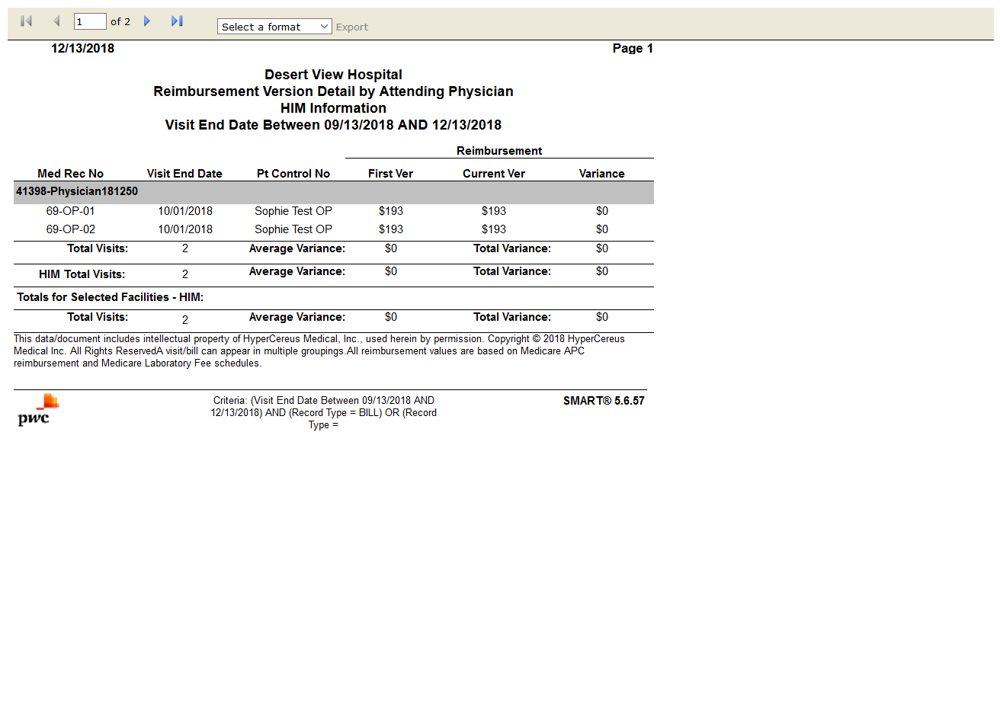 1 of 2 Select a format Export
12/13/2018 Page 1
Desert View Hospital
Reimbursement Version Detail by Attending Physician
HIM Information
Visit End Date Between 09/13/2018 AND 12/13/2018
Reimbursement
Med Rec No Visit End Date Pt Control No First Ver Current Ver Variance
41398-Physician181250
69-OP-01 10/01/2018 Sophie Test OP $193 $193 $0
69-OP-02 10/01/2018 Sophie Test OP $193 $193 $0
Total Visits: 2 Average Variance: $0 Total Variance: $0
HIM Total Visits: 2 Average Variance: $0 Total Variance: $0
Totals for Selected Facilities - HIM:
Total Visits: 2 Average Variance: $0 Total Variance: $0
This data/document includes intellectual property of HyperCereus Medical, Inc., used herein by permission. Copyright © 2018 HyperCereus
Medical Inc. All Rights ReservedA visit/bill can appear in multiple groupings.All reimbursement values are based on Medicare APC
reimbursement and Medicare Laboratory Fee schedules.
pwc
Criteria: (Visit End Date Between 09/13/2018 AND
12/13/2018) AND (Record Type = BILL) OR (Record
Type =
SMART® 5.6.57